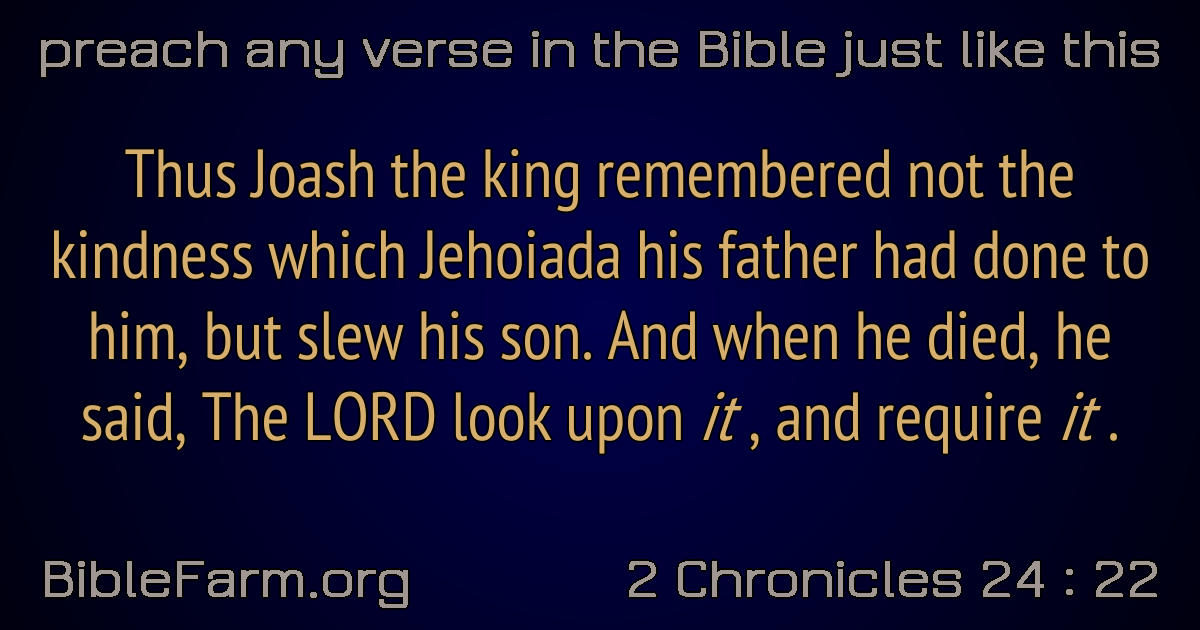 preach any verse in the Bible just like this
Thus Joash the king remembered not the
kindness which Jehoiada his father had done to
him, but slew his son. And when he died, he
said, The LORD look upon it , and require it .
BibleFarm.org
2 Chronicles 24 : 22